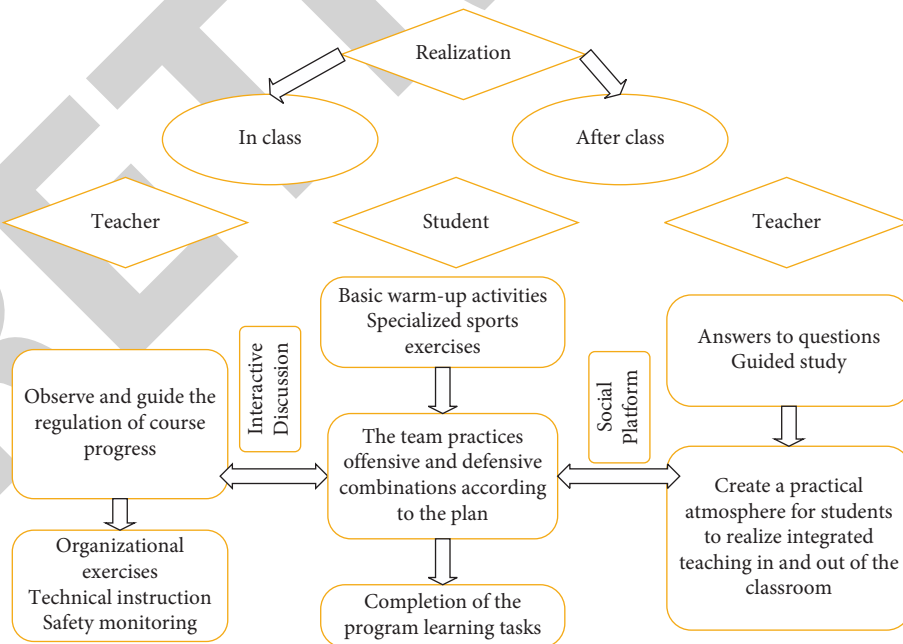 Realization
In class
After class
Teacher
Student
Teacher
Basic warm-up activities
Specialized sports
exercises
Answers to questions
Guided study
Interactive
Discussion
Social
Platform
Observe and guide the
regulation of course
progress
The team practices
offensive and defensive
combinations according
to the plan
Create a practical
atmosphere for students
to realize integrated
teaching in and out of the
classroom
Organizational
exercises
Technical instruction
Safety monitoring
Completion of the
program learning tasks